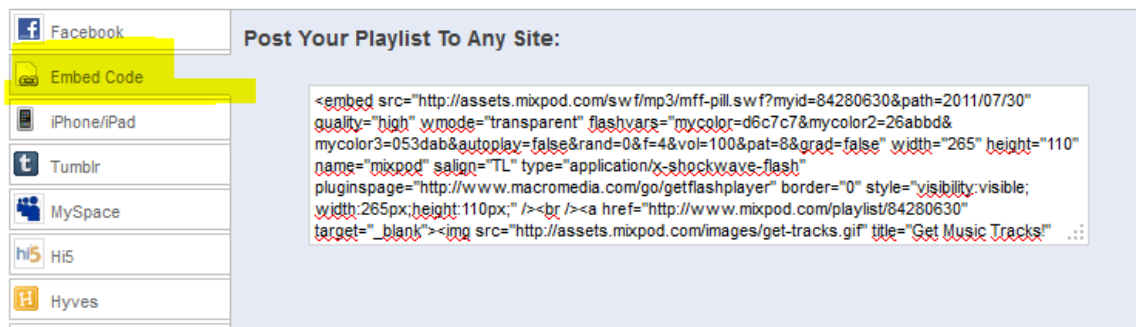 Facebook
Embed Code
iPhone/iPad
Tumblr
MySpace
Hi5
Hyves
Post Your Playlist To Any Site:
<embed src="http://assets.mixpod.com/swf/mp3/mff-pill.swf?myid=84280630&path=2011/07/30"
quality="high" wmode="transparent" flashvars="mycolor=d6c7c7&mycolor2=26abbd&
mycolor3=053dab&autoplay=false&rand=0&f=4&vol=100&pat=8&grad=false" width="265" height="110"
name="mixpod" salign="TL" type="application/x-shockwave-flash"
pluginspage="http://www.macromedia.com/go/getflashplayer" border="0" style="visibility:visible;
width:265px;height:110px;" /><br /><a href="http://www.mixpod.com/playlist/84280630"
target="_blank"><img src="http://assets.mixpod.com/images/get-tracks.gif" title="Get Music Tracks!"